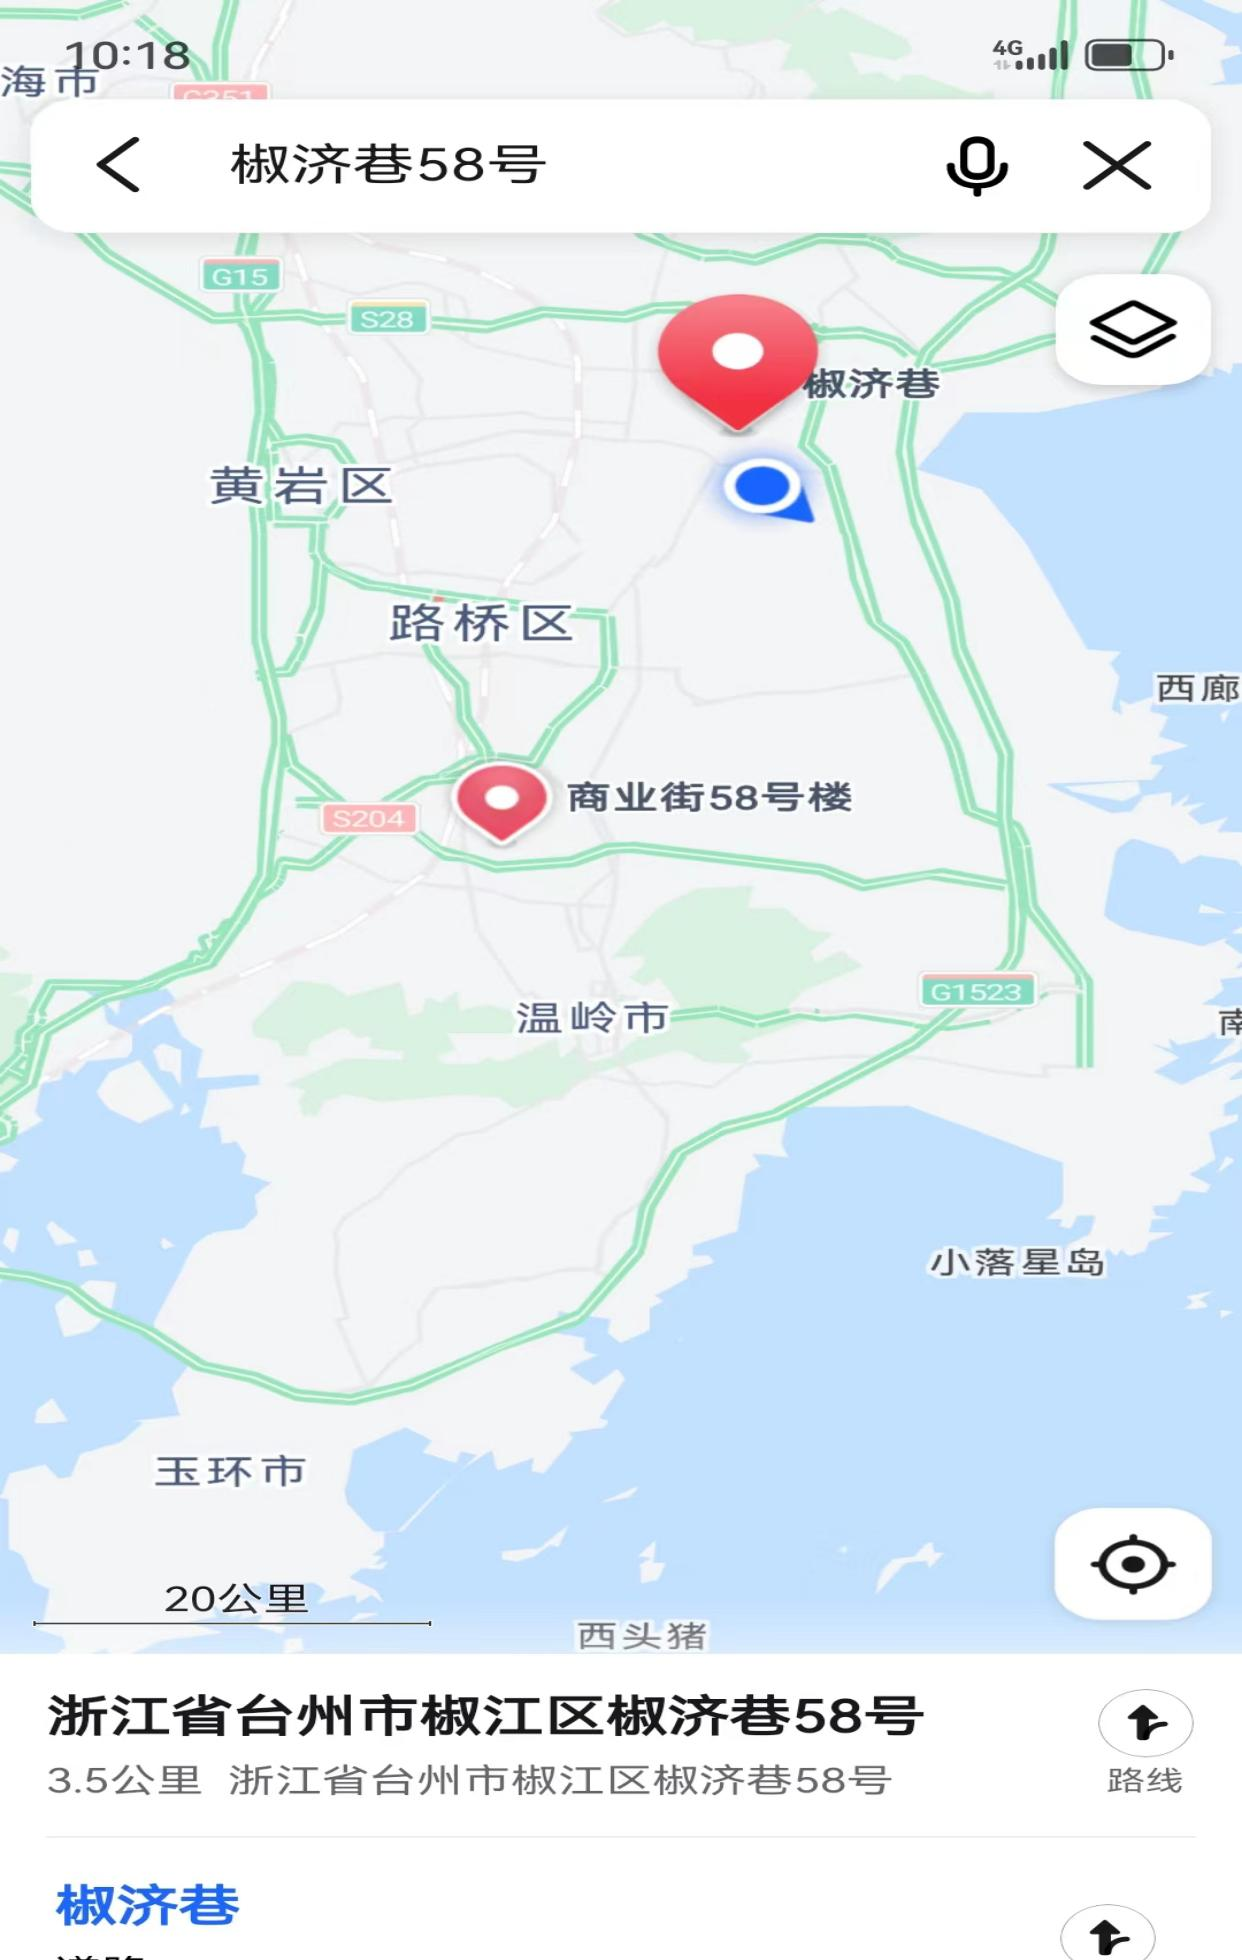 10:18
4G
海市
G351
椒济巷58号
G15
S28
椒济巷
黄岩区
路桥区
西廊
商业街58号楼
S204
G1523
温岭市
南
小落星岛
玉环市
20公里
西头猪
浙江省台州市椒江区椒济巷58号
3.5公里 浙江省台州市椒江区椒济巷58号
路线
椒济巷